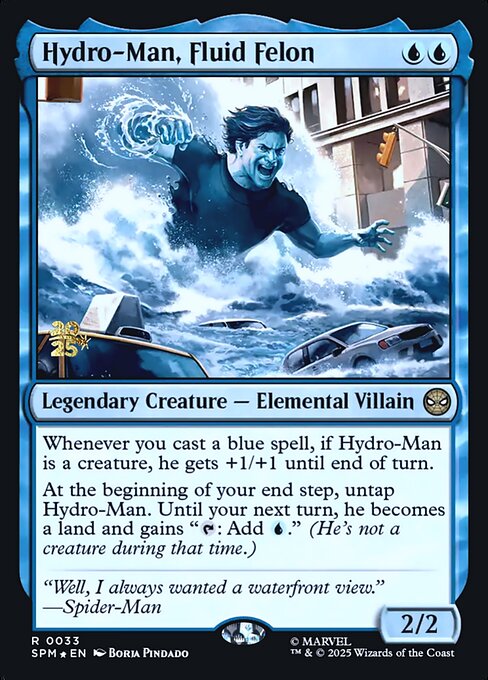 Hydro-Man, Fluid Felon
2025
Legendary Creature — Elemental Villain
Whenever you cast a blue spell, if Hydro-Man
is a creature, he gets +1/+1 until end of turn.
At the beginning of your end step, untap
Hydro-Man. Until your next turn, he becomes
a land and gains “: Add .” (He's not a
creature during that time.)
“Well, I always wanted a waterfront view.”
—Spider-Man
2/2
R 0033
SPM ★ EN Borja Pindado
© MARVEL
™ & © 2025 Wizards of the Coast